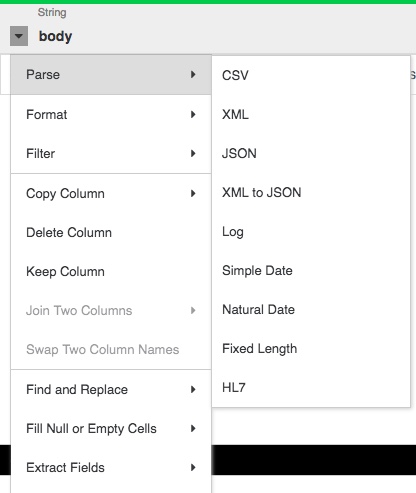 String
body
Parse
Format
Filter
Copy Column
Delete Column
Keep Column
Join Two Columns
Swap Two Column Names
Find and Replace
Fill Null or Empty Cells
Extract Fields
CSV
XML
JSON
XML to JSON
Log
Simple Date
Natural Date
Fixed Length
HL7